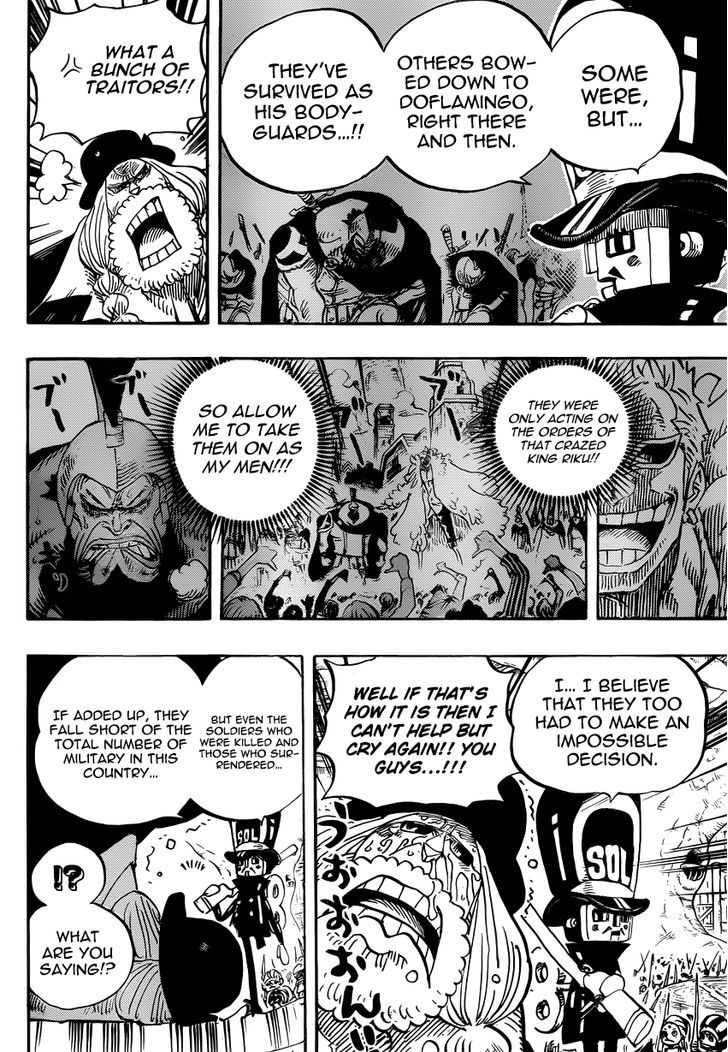 SOME
WERE,
BUT...
OTHERS BOW-
ED DOWN TO
DOFLAMINGO,
RIGHT THERE
AND THEN.
THEY'VE
SURVIVED AS
HIS BODY-
GUARDS...!!
WHAT A
BUNCH OF
TRAITORS!!
THEY WERE
ONLY ACTING ON
THE ORDERS OF
THAT CRAZED
KING RIKU!!
SO ALLOW
ME TO TAKE
THEM ON AS
MY MEN!!!
ブ
ブ
I... I BELIEVE
THAT THEY TOO
HAD TO MAKE AN
IMPOSSIBLE
DECISION.
SOL
WELL IF THAT'S
HOW IT IS THEN I
CAN'T HELP BUT
CRY AGAIN!! YOU
GUYS...!!!
BUT EVEN THE
SOLDIERS WHO
WERE KILLED AND
THOSE WHO SUR-
RENDERED...
IF ADDED UP, THEY
FALL SHORT OF THE
TOTAL NUMBER OF
MILITARY IN THIS
COUNTRY...
SOL
!?
WHAT
ARE YOU
SAYING!?